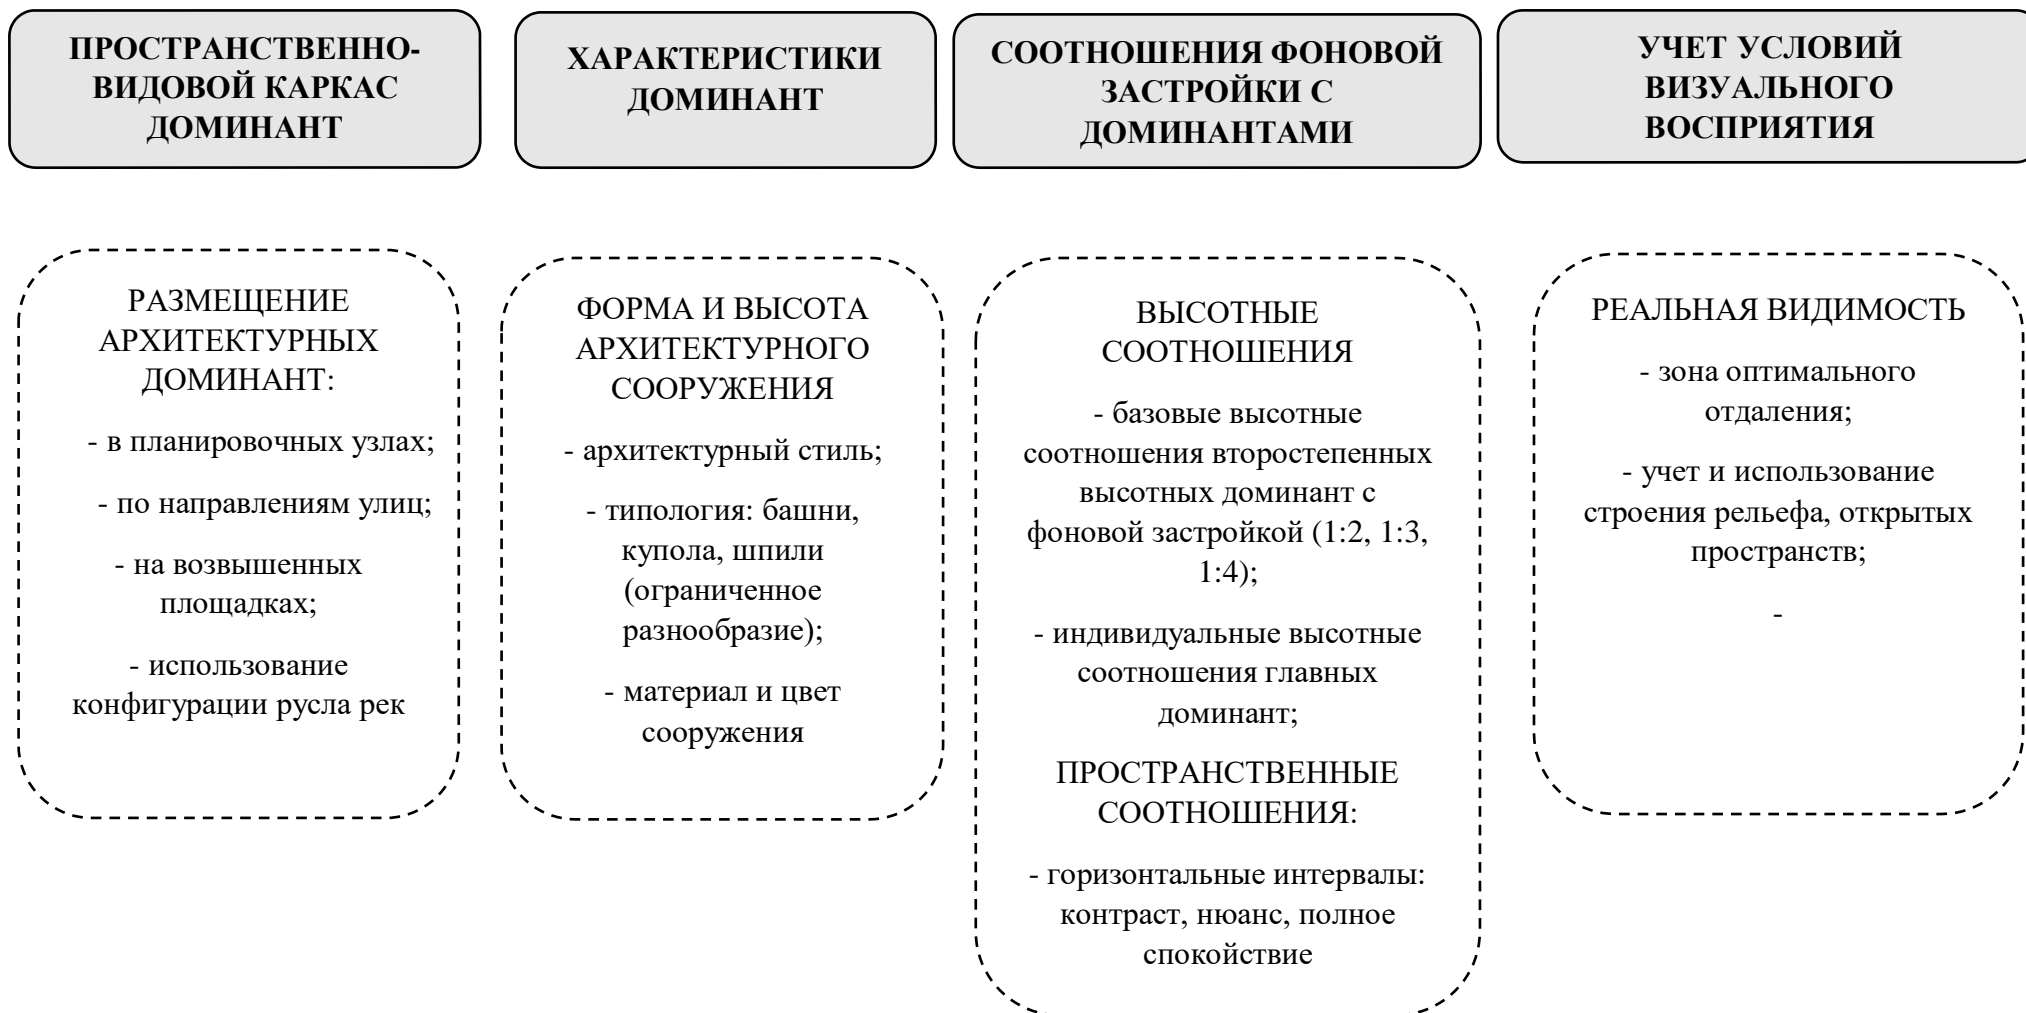 ПРОСТРАНСТВЕННО-
ВИДОВОЙ КАРКАС
ДОМИНАНТ
ХАРАКТЕРИСТИКИ
ДОМИНАНТ
СООТНОШЕНИЯ ФОНОВОЙ
ЗАСТРОЙКИ С
ДОМИНАНТАМИ
УЧЕТ УСЛОВИЙ
ВИЗУАЛЬНОГО
ВОСПРИЯТИЯ
РАЗМЕЩЕНИЕ
АРХИТЕКТУРНЫХ
ДОМИНАНТ:
- в планировочных узлах;
- по направлениям улиц;
- на возвышенных
площадках;
- использование
конфигурации русла рек
ФОРМА И ВЫСОТА
АРХИТЕКТУРНОГО
СООРУЖЕНИЯ
- архитектурный стиль;
- типология: башни,
купола, шпили
(ограниченное
разнообразие);
- материал и цвет
сооружения
ВЫСОТНЫЕ
СООТНОШЕНИЯ
- базовые высотные
соотношения второстепенных
высотных доминант с
фоновой застройкой (1:2, 1:3,
1:4);
- индивидуальные высотные
соотношения главных
доминант;
ПРОСТРАНСТВЕННЫЕ
СООТНОШЕНИЯ:
- горизонтальные интервалы:
контраст, нюанс, полное
спокойствие
РЕАЛЬНАЯ ВИДИМОСТЬ
- зона оптимального
отдаления;
- учет и использование
строения рельефа, открытых
пространств;
-